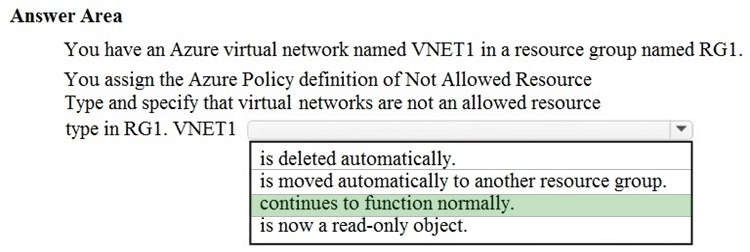 Answer Area
You have an Azure virtual network named VNET1 in a resource group named RG1.
You assign the Azure Policy definition of Not Allowed Resource
Type and specify that virtual networks are not an allowed resource
type in RG1. VNET1
is deleted automatically.
is moved automatically to another resource group.
continues to function normally.
is now a read-only object.